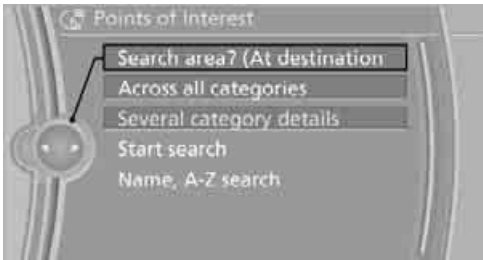 Points of Interest
Search area? (At destination
Across all categories
Several category details
Start search
Name, A-Z search